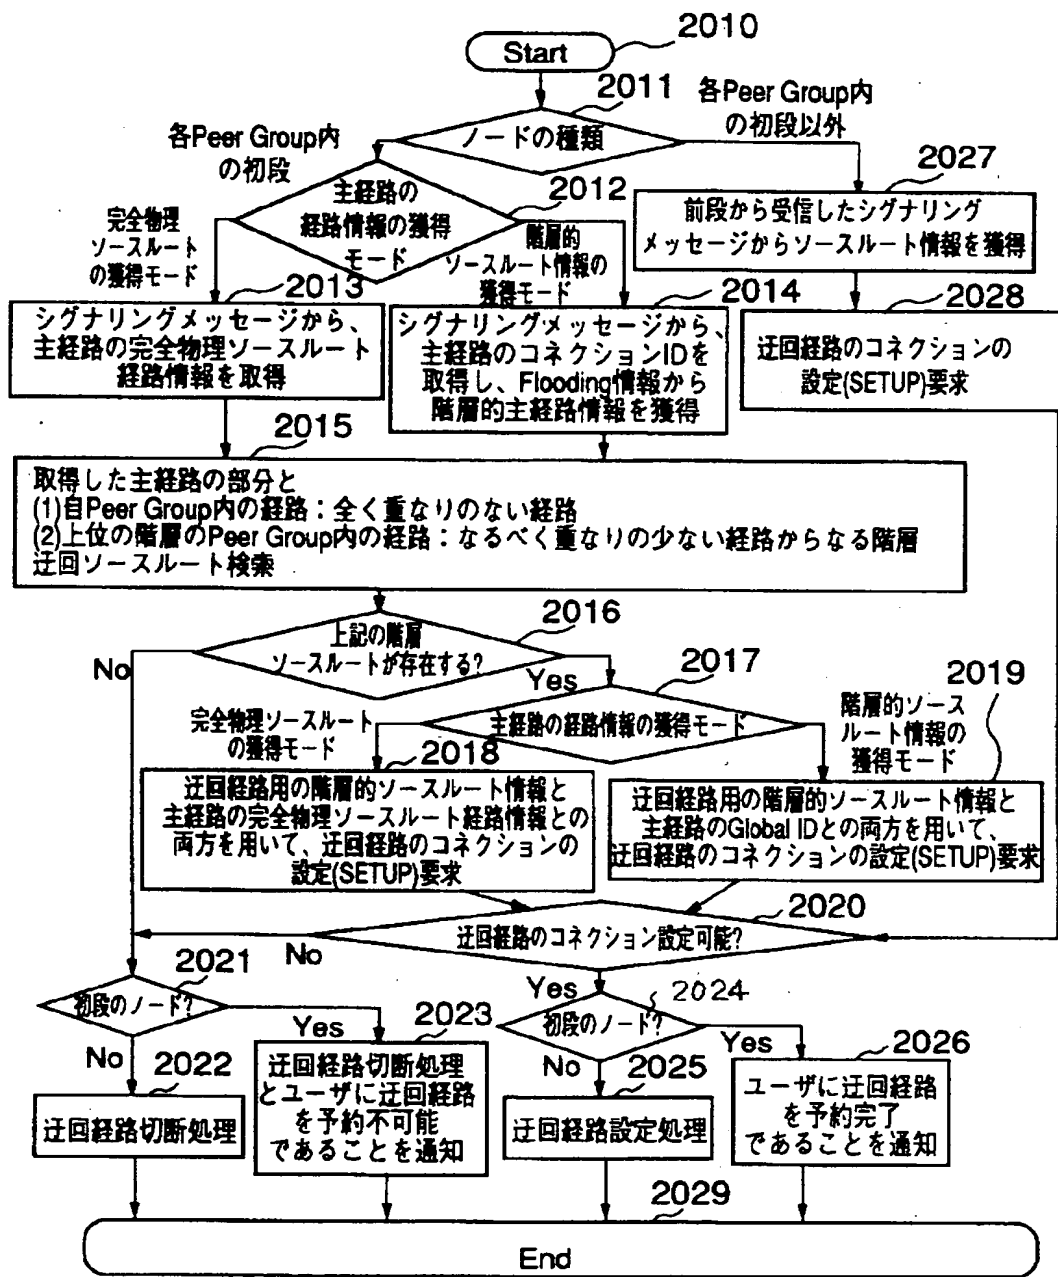 2010
Start
2011
ノードの種類
各Peer Group内
の初段以外
各Peer Group内
の初段
2012
主経路の
経路情報の獲得
モード
2027
前段から受信したシグナリング
メッセージからソースルート情報を獲得
完全物理
ソースルート
の獲得モード
階層的
ソースルート情報の
獲得モード
2013
シグナリングメッセージから、
主経路の完全物理ソースルート
経路情報を取得
2014
シグナリングメッセージから、
主経路のコネクションIDを
取得し、Flooding情報から
階層的主経路情報を獲得
2028
迂回経路のコネクションの
設定(SETUP)要求
2015
取得した主経路の部分と
(1)自Peer Group内の経路：全く重なりのない経路
(2)上位の階層のPeer Group内の経路：なるべく重なりの少ない経路からなる階層
迂回ソースルート検索
2016
上記の階層
ソースルートが存在する?
No
Yes
2017
主経路の経路情報の獲得モード
完全物理ソースルート
の獲得モード
階層的ソース
ルート情報の
獲得モード
2018
迂回経路用の階層的ソースルート情報と
主経路の完全物理ソースルート経路情報との
両方を用いて、迂回経路のコネクションの
設定(SETUP)要求
2019
迂回経路用の階層的ソースルート情報と
主経路のGlobal IDとの両方を用いて、
迂回経路のコネクションの設定(SETUP)要求
2020
迂回経路のコネクション設定可能?
No
Yes
2021
初段のノード?
No
Yes
2022
迂回経路切断処理
2023
迂回経路切断処理
とユーザに迂回経路
を予約不可能
であることを通知
2024
初段のノード?
No
Yes
2025
迂回経路設定処理
2026
ユーザに迂回経路
を予約完了
であることを通知
2029
End